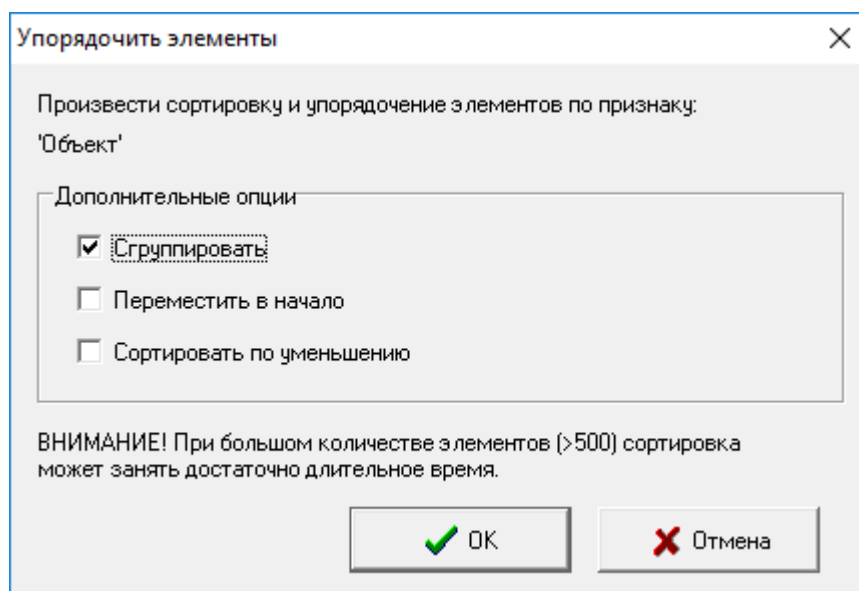 Упорядочить элементы
Произвести сортировку и упорядочение элементов по признаку:
'Объект'
Дополнительные опции
Сгруппировать
Переместить в начало
Сортировать по уменьшению
ВНИМАНИЕ! При большом количестве элементов (>500) сортировка
может занять достаточно длительное время.
OK
Отмена